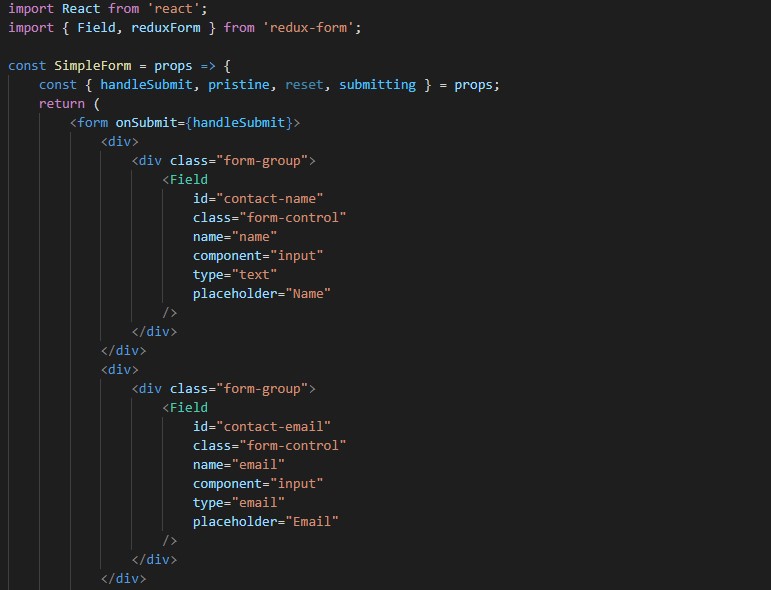 import React from 'react';
import { Field, reduxForm } from 'redux-form';
const SimpleForm = props => {
const { handleSubmit, pristine, reset, submitting } = props;
return (
<form onSubmit={handleSubmit}>
<div>
<div class="form-group">
<Field
id="contact-name"
class="form-control"
name="name"
component="input"
type="text"
placeholder="Name"
/>
</div>
</div>
<div>
<div class="form-group">
<Field
id="contact-email"
class="form-control"
name="email"
component="input"
type="email"
placeholder="Email"
/>
</div>
</div>